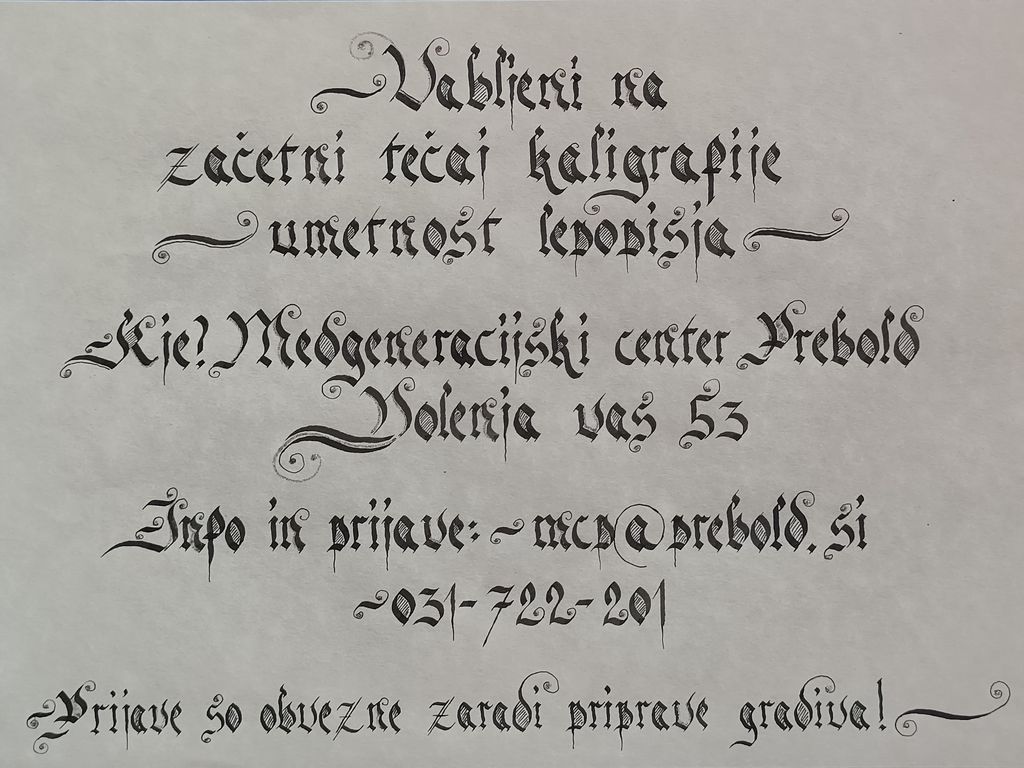 Vabljeni na
začetni tečaj kaligrafije
umetnost lepopisja
Kje? Medgeneracijski center Prebold
Dolenja vas 53
Info in prijave: ~ mcp@prebold.si
~ 031-722-201
Prijave so obvezne zaradi priprave gradiva!